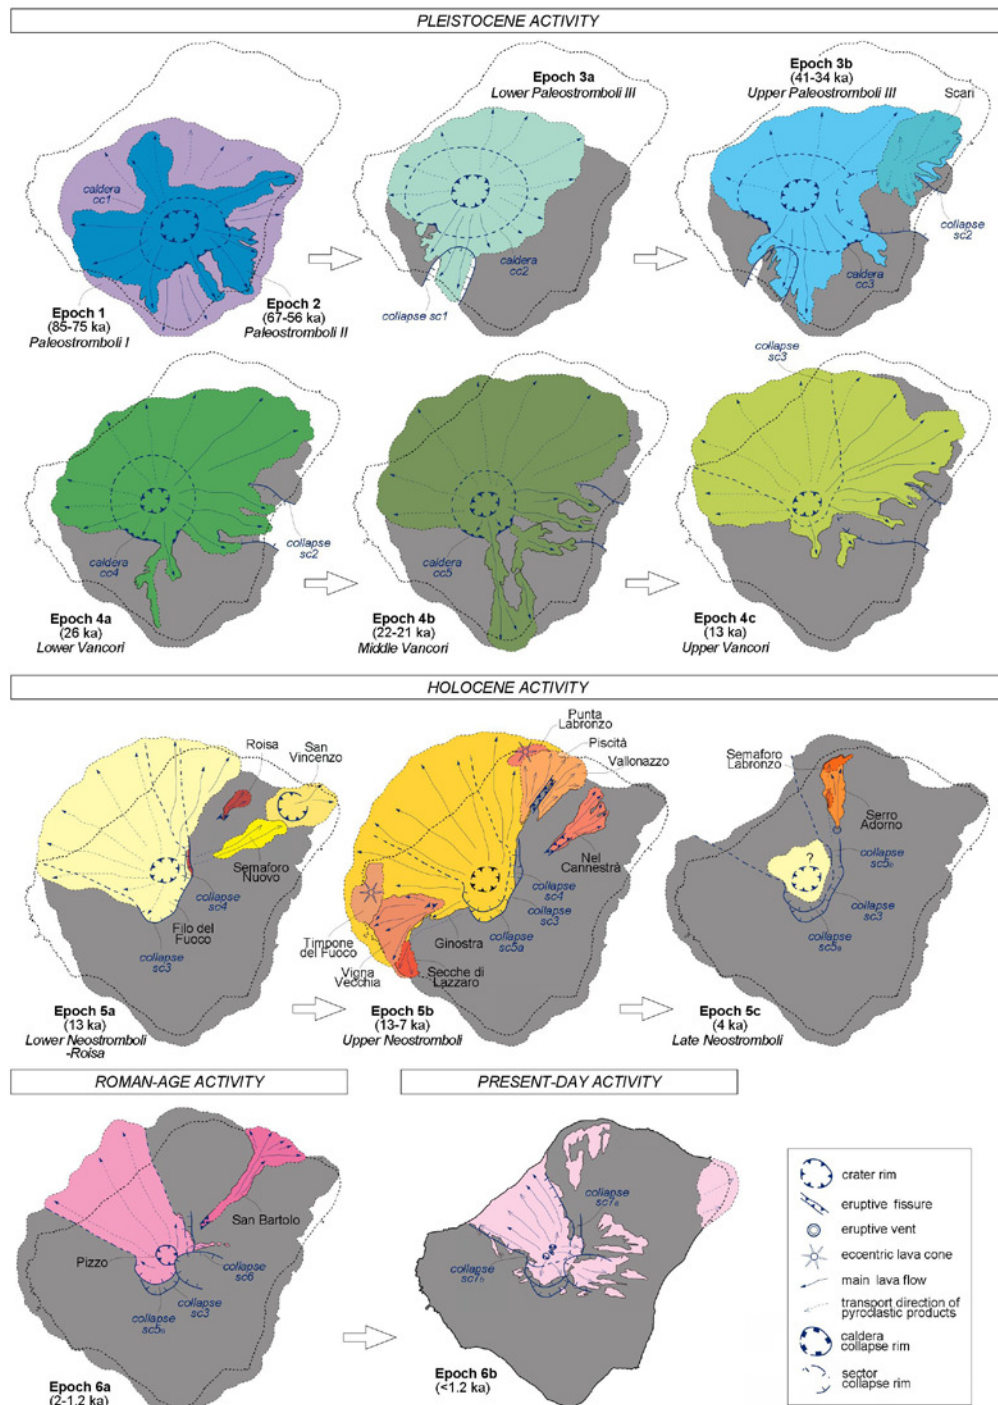 PLEISTOCENE ACTIVITY
Epoch 3a
Lower Paleostromboli III
Epoch 3b
(41-34 ka)
Upper Paleostromboli III
Scari
caldera
cc1
collapse
sc2
caldera
cc2
caldera
cc3
collapse sc1
Epoch 1
(85-75 ka)
Paleostromboli I
Epoch 2
(67-56 ka)
Paleostromboli II
collapse
sc3
collapse
sc2
caldera
cc4
caldera
cc5
Epoch 4a
(26 ka)
Lower Vancori
Epoch 4b
(22-21 ka)
Middle Vancori
Epoch 4c
(13 ka)
Upper Vancori
HOLOCENE ACTIVITY
Roisa
San
Vincenzo
Semaforo
Nuovo
collapse
sc4
Filo del
Fuoco
collapse
sc3
Epoch 5a
(13 ka)
Lower Neostromboli
-Roisa
Punta
Labronzo
Piscità
Vallonazzo
Nel
Cannestrà
collapse
sc4
collapse
sc3
collapse
sc5a
Timpone
del Fuoco
Ginostra
Vigna
Vecchia
Secche di
Lazzaro
Epoch 5b
(13-7 ka)
Upper Neostromboli
Semaforo
Labronzo
Serro
Adorno
collapse
sc5b
collapse
sc3
collapse
sc5a
Epoch 5c
(4 ka)
Late Neostromboli
ROMAN-AGE ACTIVITY
PRESENT-DAY ACTIVITY
San Bartolo
Pizzo
collapse
sc6
collapse
sc3
collapse
Epoch 6a
(2-1.2 ka)
collapse
sc7a
collapse
sc7b
Epoch 6b
(<1.2 ka)
crater rim
eruptive fissure
eruptive vent
eccentric lava cone
main lava flow
transport direction of
pyroclastic products
caldera
collapse rim
sector
collapse rim